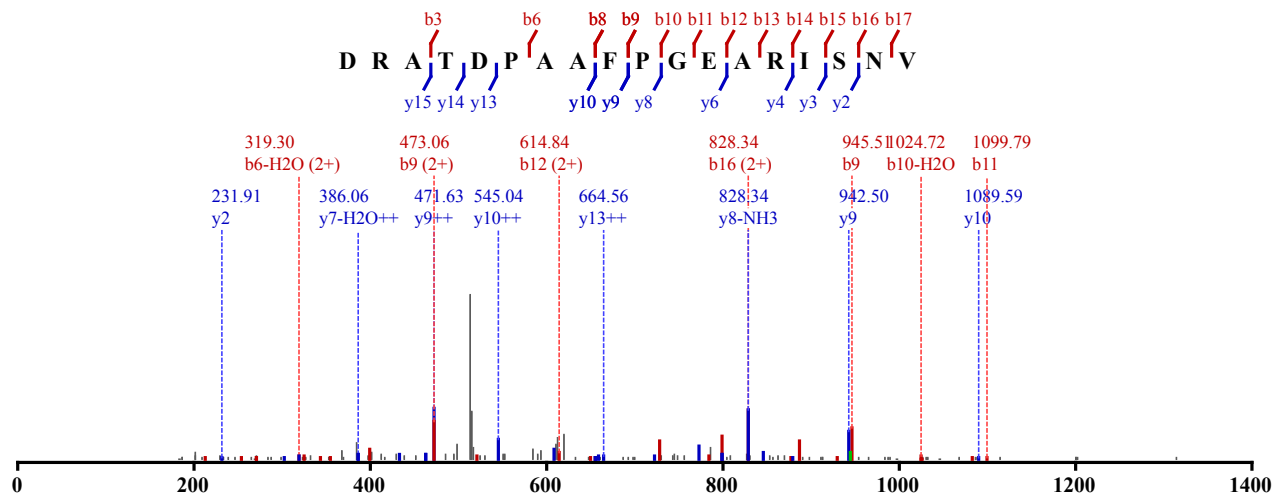 b3 b6 b8 b9 b10 b11 b12 b13 b14 b15 b16 b17
D R A T D P A A F P G E A R I S N V
y15 y14 y13 y10 y9 y8 y6 y4 y3 y2
319.30 473.06 614.84 828.34 945.51 1024.72 1099.79
b6-H2O (2+) b9 (2+) b12 (2+) b16 (2+) b9 b10-H2O b11
231.91 386.06 471.63 545.04 664.56 828.34 942.50 1089.59
y2 y7-H2O++ y9++ y10++ y13++ y8-NH3 y9 y10
0 200 400 600 800 1000 1200 1400